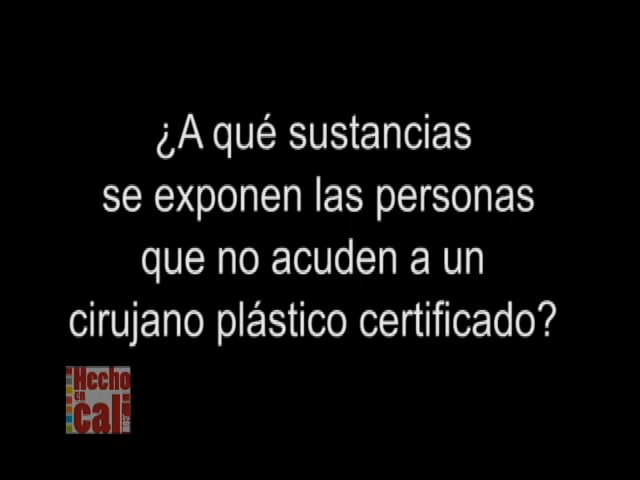 ¿A qué sustancias
se exponen las personas
que no acuden a un
cirujano plástico certificado?
Hecho
en
cali